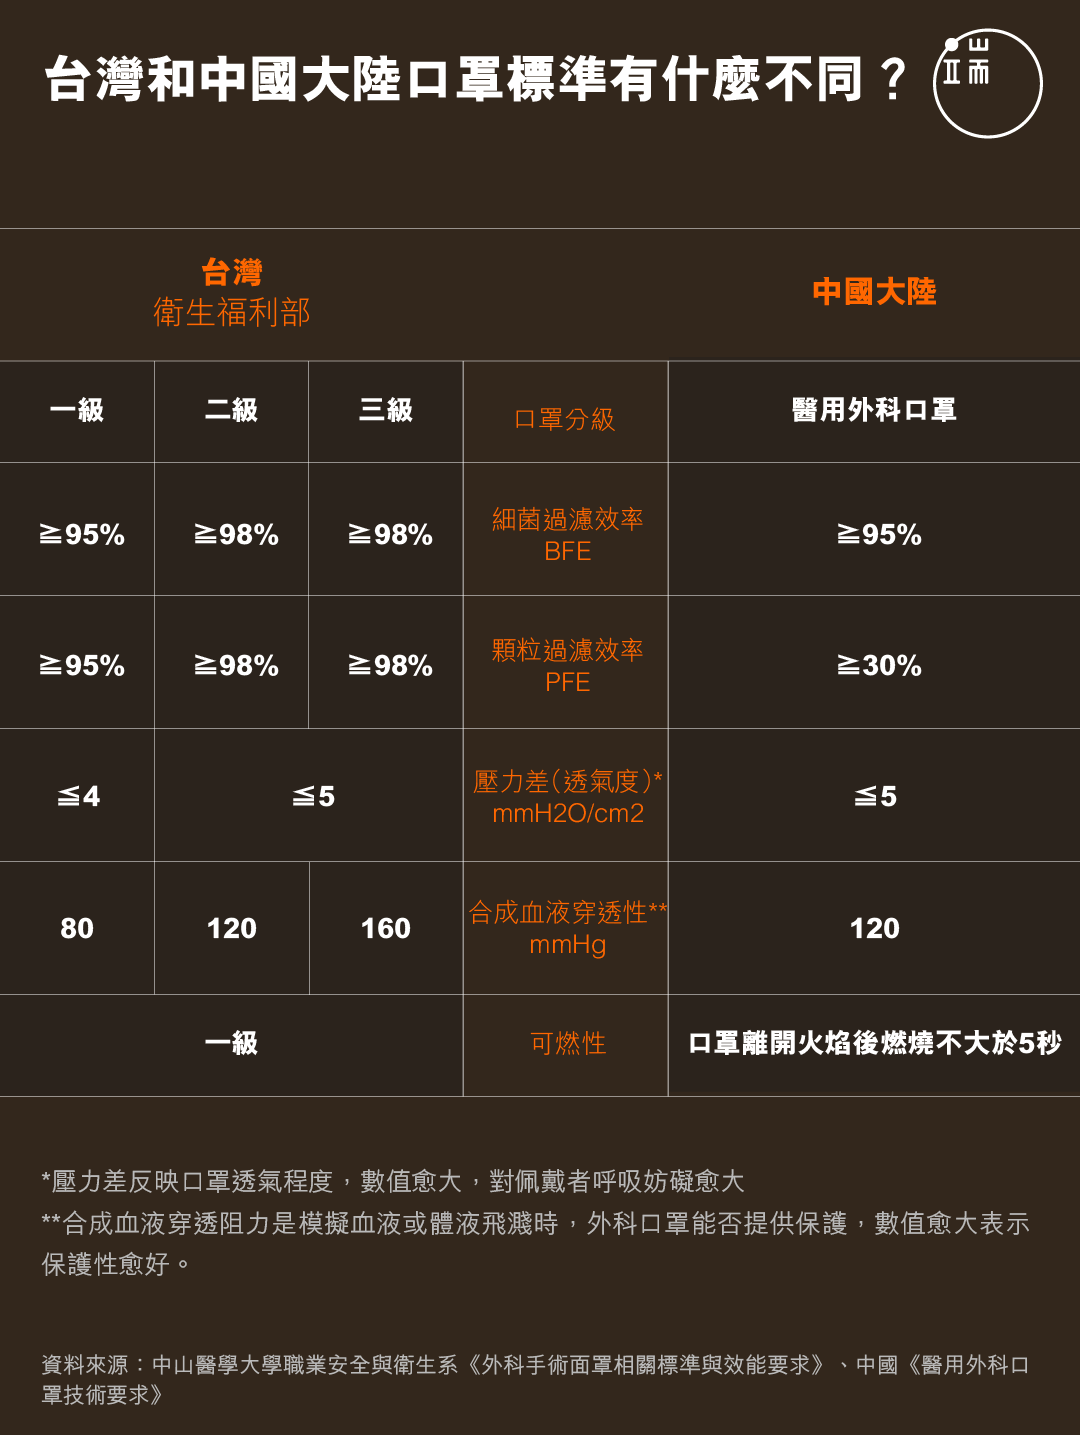 台灣和中國大陸口罩標準有什麼不同？
端
台灣
衛生福利部
中國大陸
一級 二級 三級 口罩分級 醫用外科口罩
≧95% ≧98% ≧98% 細菌過濾效率 BFE ≧95%
≧95% ≧98% ≧98% 顆粒過濾效率 PFE ≧30%
≦4 ≦5 壓力差（透氣度）* mmH2O/cm2 ≦5
80 120 160 合成血液穿透性** mmHg 120
一級 可燃性 口罩離開火焰後燃燒不大於5秒
*壓力差反映口罩透氣程度，數值愈大，對佩戴者呼吸妨礙愈大
**合成血液穿透阻力是模擬血液或體液飛濺時，外科口罩能否提供保護，數值愈大表示
保護性愈好。
資料來源：中山醫學大學職業安全與衛生系《外科手術面罩相關標準與效能要求》、中國《醫用外科口
罩技術要求》